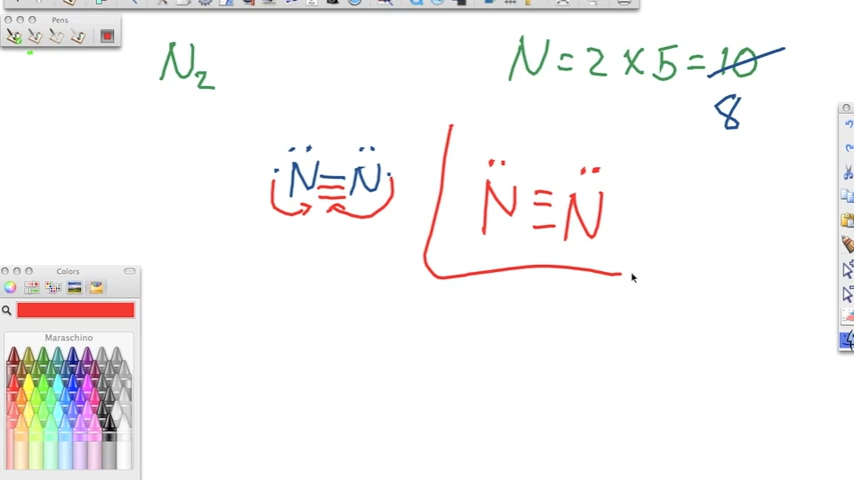 Pens
N₂
N = 2 x 5 = 10
8
N≡N
N≡N
Colors
Maraschino